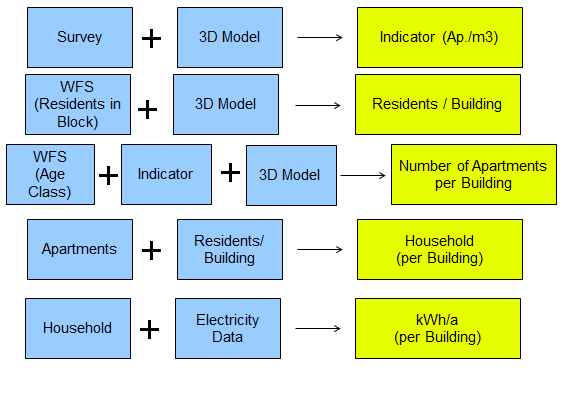 Survey + 3D Model Indicator (Ap./m3)
WFS
(Residents in
Block) + 3D Model Residents / Building
WFS
(Age
Class) + Indicator + 3D Model Number of Apartments
per Building
Apartments + Residents/
Building Household
(per Building)
Household + Electricity
Data kWh/a
(per Building)